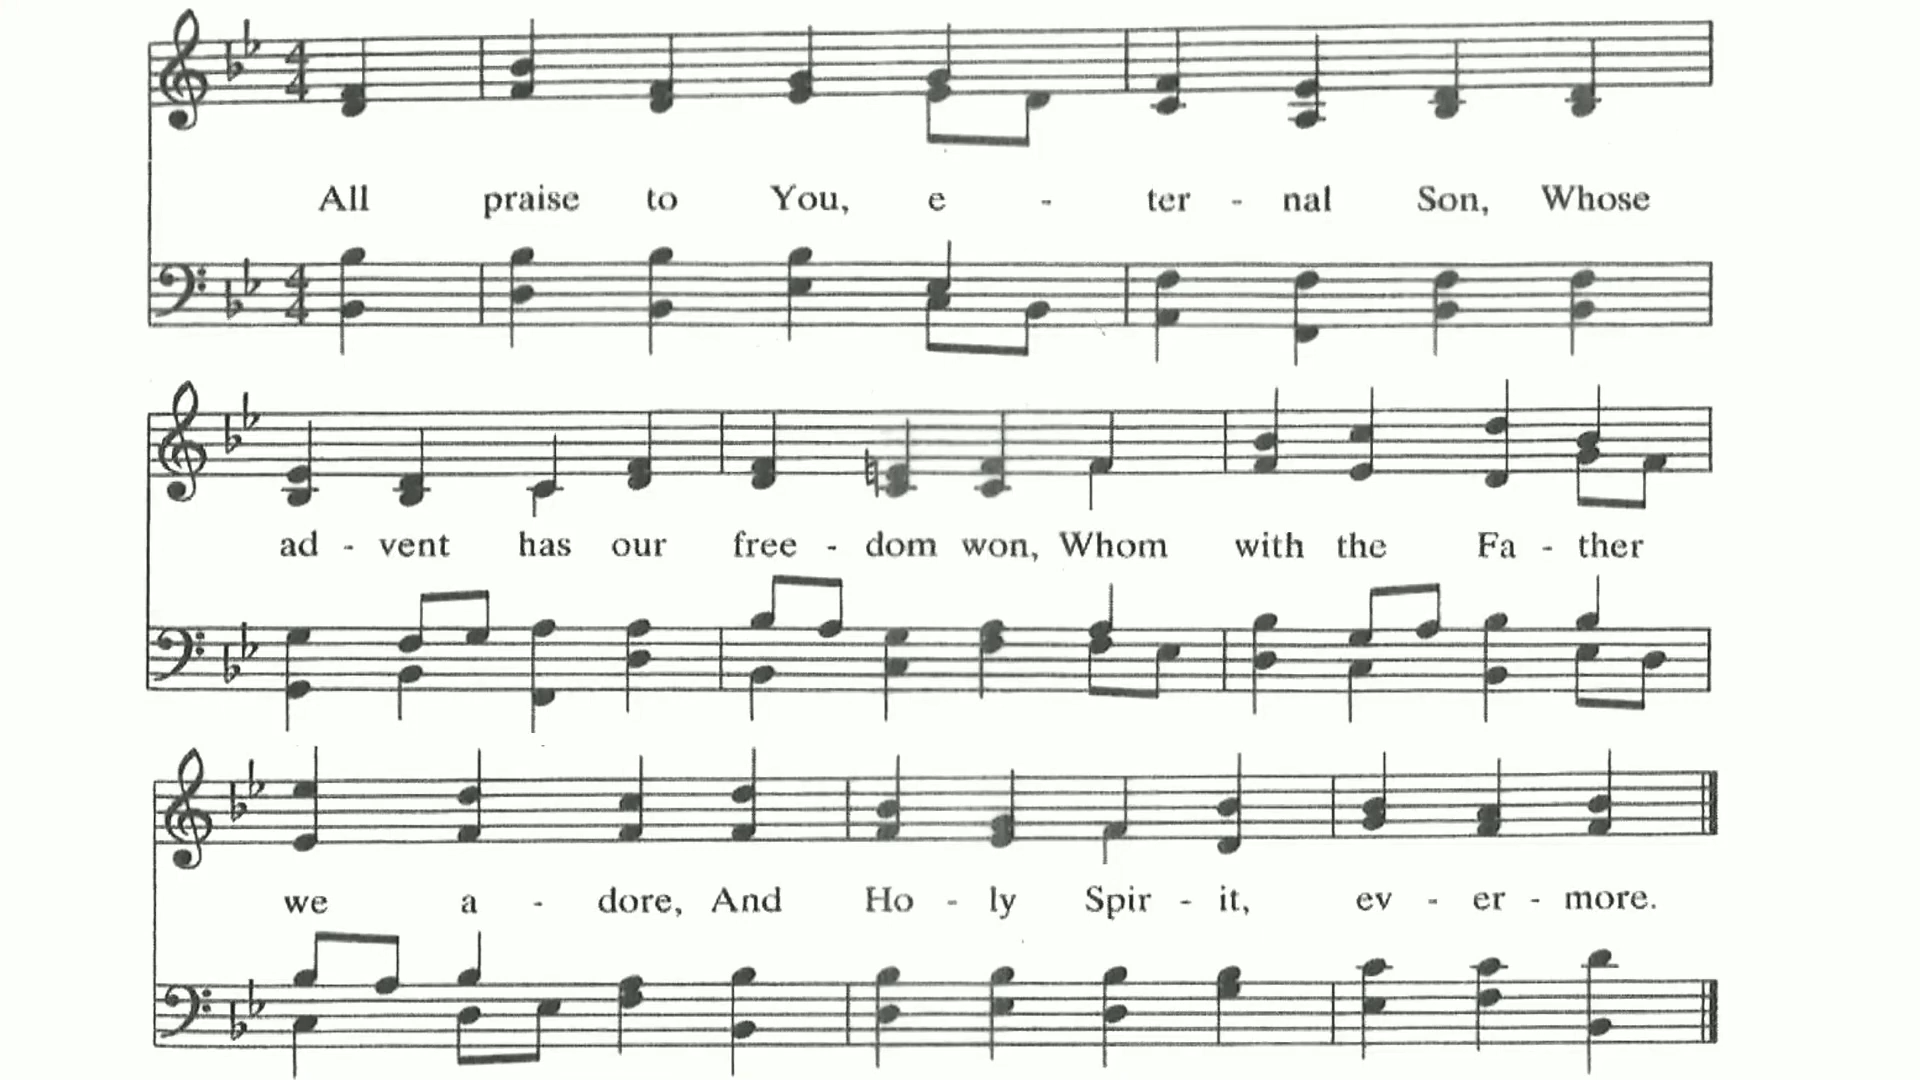 All praise to You, e - ter - nal Son, Whose
ad - vent has our free - dom won, Whom with the Fa - ther
we a - dore, And Ho - ly Spir - it, ev - er - more.